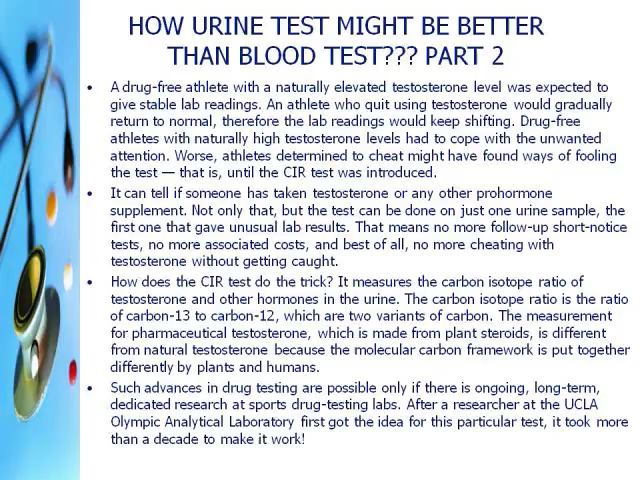 HOW URINE TEST MIGHT BE BETTER
THAN BLOOD TEST??? PART 2
• A drug-free athlete with a naturally elevated testosterone level was expected to
give stable lab readings. An athlete who quit using testosterone would gradually
return to normal, therefore the lab readings would keep shifting. Drug-free
athletes with naturally high testosterone levels had to cope with the unwanted
attention. Worse, athletes determined to cheat might have found ways of fooling
the test — that is, until the CIR test was introduced.
• It can tell if someone has taken testosterone or any other prohormone
supplement. Not only that, but the test can be done on just one urine sample, the
first one that gave unusual lab results. That means no more follow-up short-notice
tests, no more associated costs, and best of all, no more cheating with
testosterone without getting caught.
• How does the CIR test do the trick? It measures the carbon isotope ratio of
testosterone and other hormones in the urine. The carbon isotope ratio is the ratio
of carbon-13 to carbon-12, which are two variants of carbon. The measurement
for pharmaceutical testosterone, which is made from plant steroids, is different
from natural testosterone because the molecular carbon framework is put together
differently by plants and humans.
• Such advances in drug testing are possible only if there is ongoing, long-term,
dedicated research at sports drug-testing labs. After a researcher at the UCLA
Olympic Analytical Laboratory first got the idea for this particular test, it took more
than a decade to make it work!